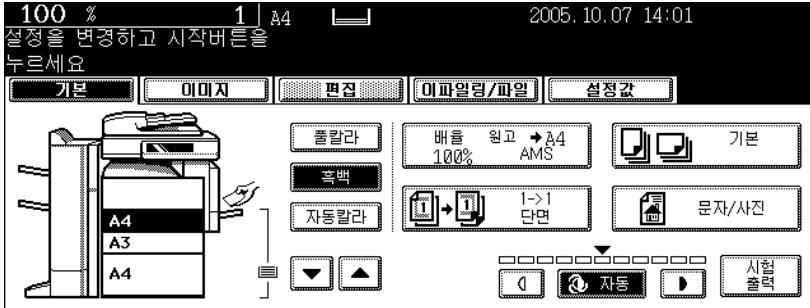 100 % 1 A4 2005.10.07 14:01
설정을 변경하고 시작버튼을
누르세요
기본 이미지 편집 이파일링/파일 설정값
풀칼라
흑백
자동칼라
배율 원고 ➔A4
100% AMS
기본
1->1
단면
문자/사진
A4
A3
A4
자동
시험
출력